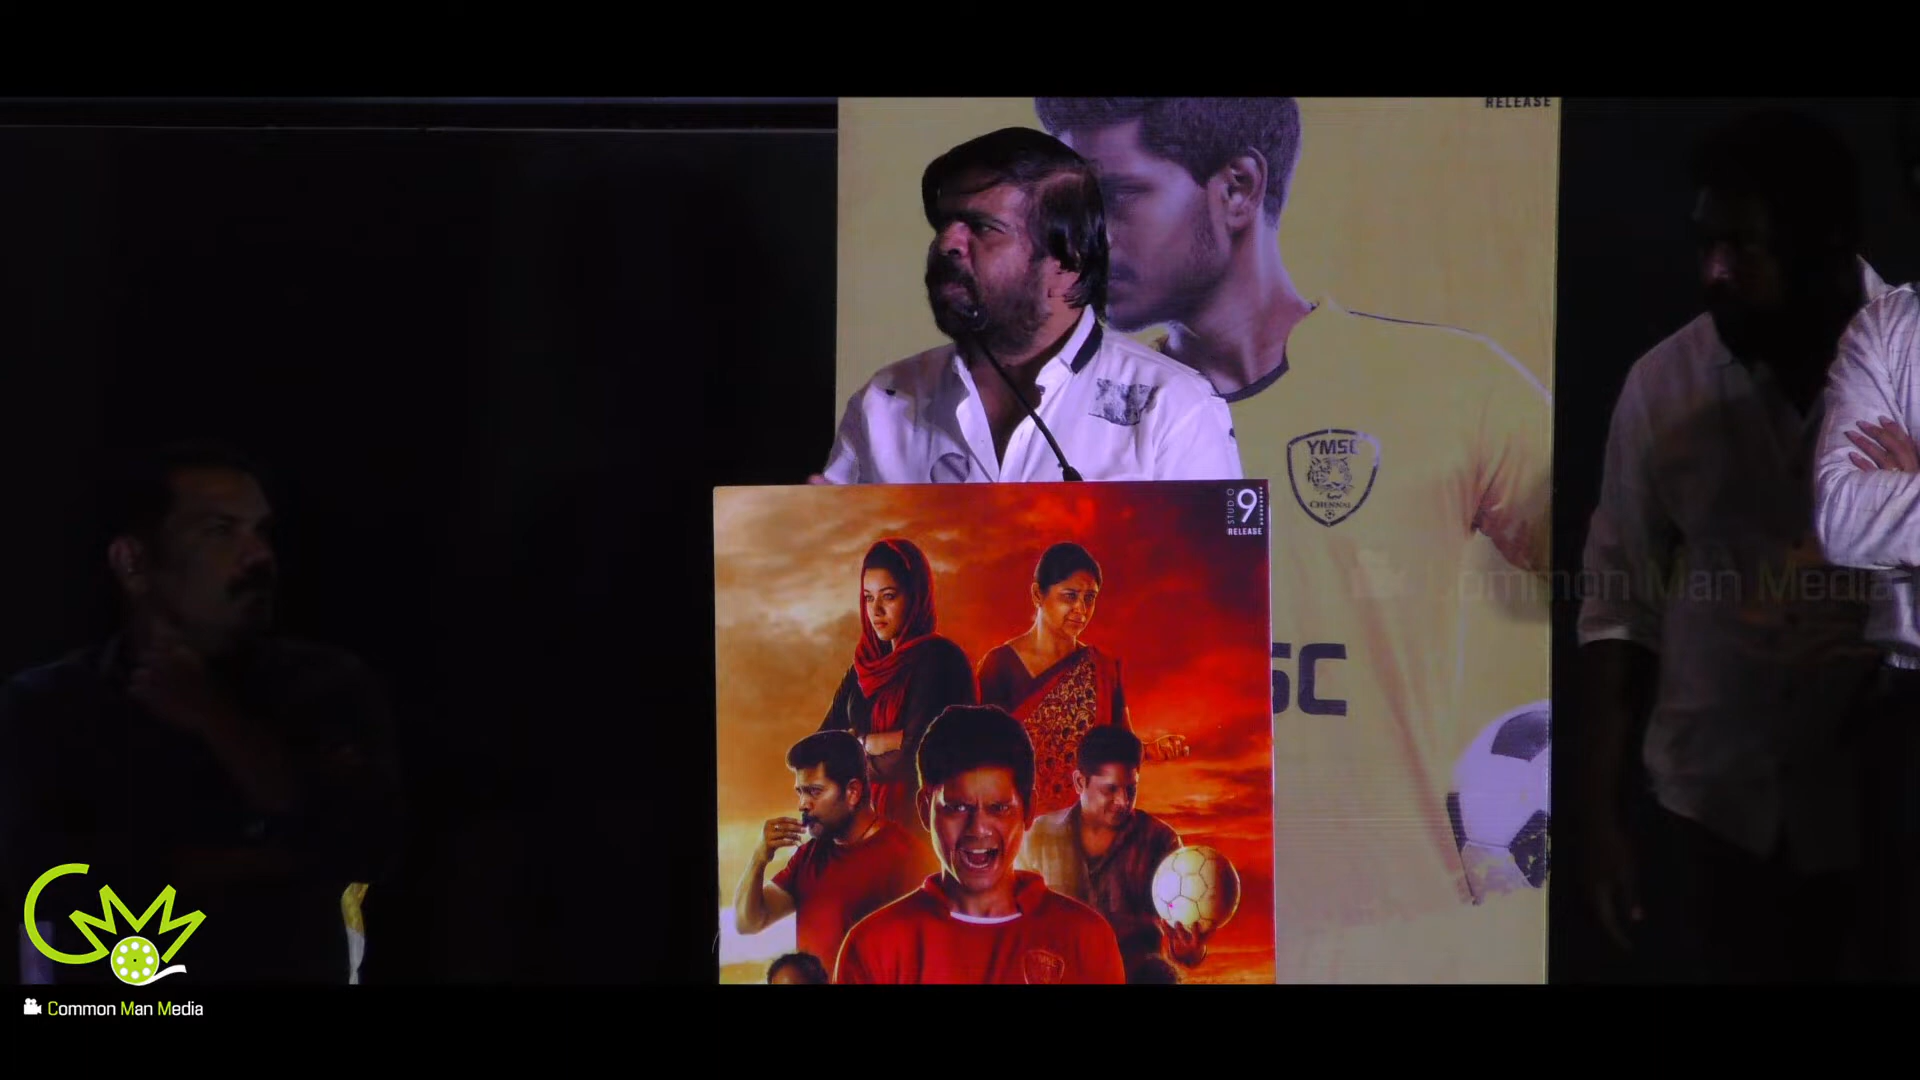 RELEASE
YMSC
CHENNAI
STUDIO
9
RELEASE
Common Man Media
SC
Common Man Media